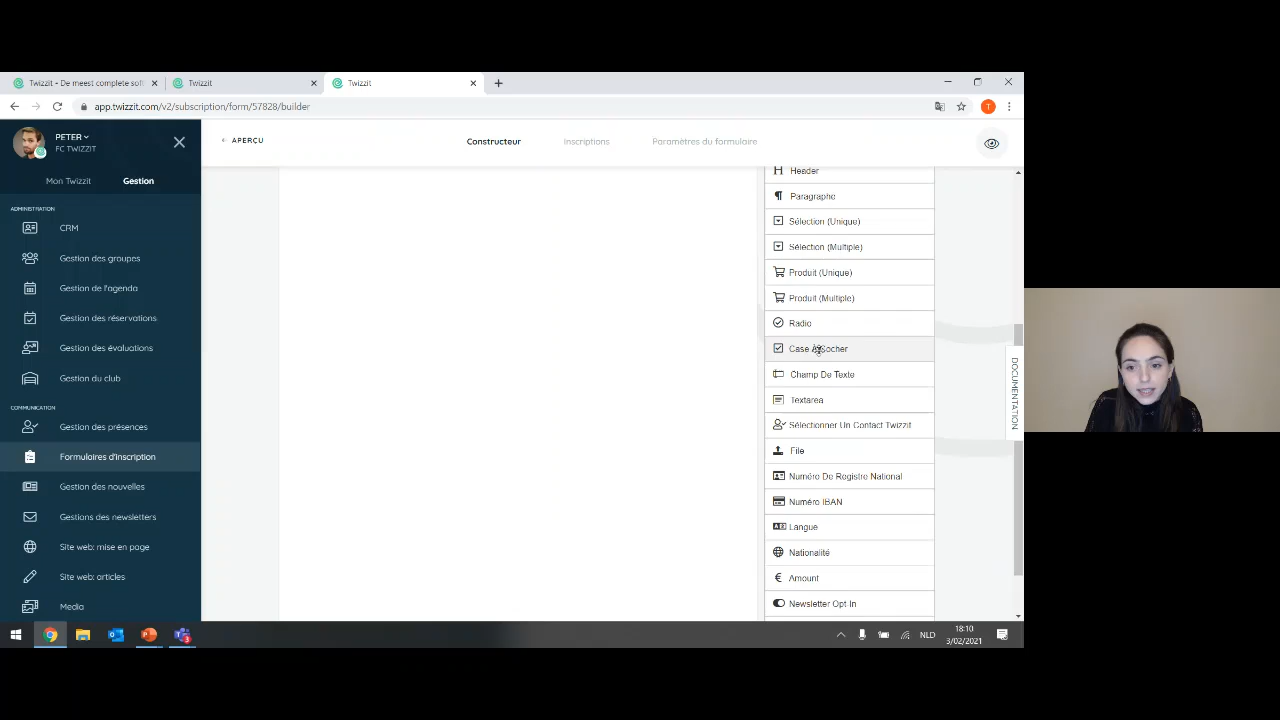 Twizzit - De meest complete soft
Twizzit
Twizzit
app.twizzit.com/v2/subscription/form/57828/builder
T
PETER
FC TWIZZIT
Mon Twizzit
Gestion
ADMINISTRATION
CRM
Gestion des groupes
Gestion de l'agenda
Gestion des réservations
Gestion des évaluations
Gestion du club
COMMUNICATION
Gestion des présences
Formulaires d'inscription
Gestion des nouvelles
Gestions des newsletters
Site web: mise en page
Site web: articles
Media
← APERÇU
Constructeur
Inscriptions
Paramètres du formulaire
Header
Paragraphe
Sélection (Unique)
Sélection (Multiple)
Produit (Unique)
Produit (Multiple)
Radio
Case À Cocher
Champ De Texte
Textarea
Sélectionner Un Contact Twizzit
File
Numéro De Registre National
Numéro IBAN
Langue
Nationalité
€ Amount
Newsletter Opt In
DOCUMENTATION
NLD
18:10
3/02/2021